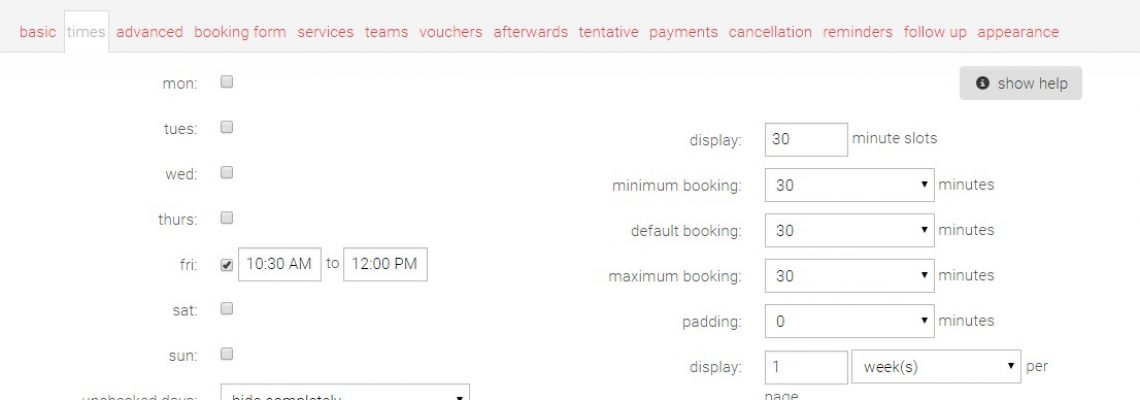 basic times advanced booking form services teams vouchers afterwards tentative payments cancellation reminders follow up appearance
show help
mon:
tues:
wed:
thurs:
fri: 10:30 AM to 12:00 PM
sat:
sun:
unchecked days: hide completely
display: 30 minute slots
minimum booking: 30 minutes
default booking: 30 minutes
maximum booking: 30 minutes
padding: 0 minutes
display: 1 week(s) per
page